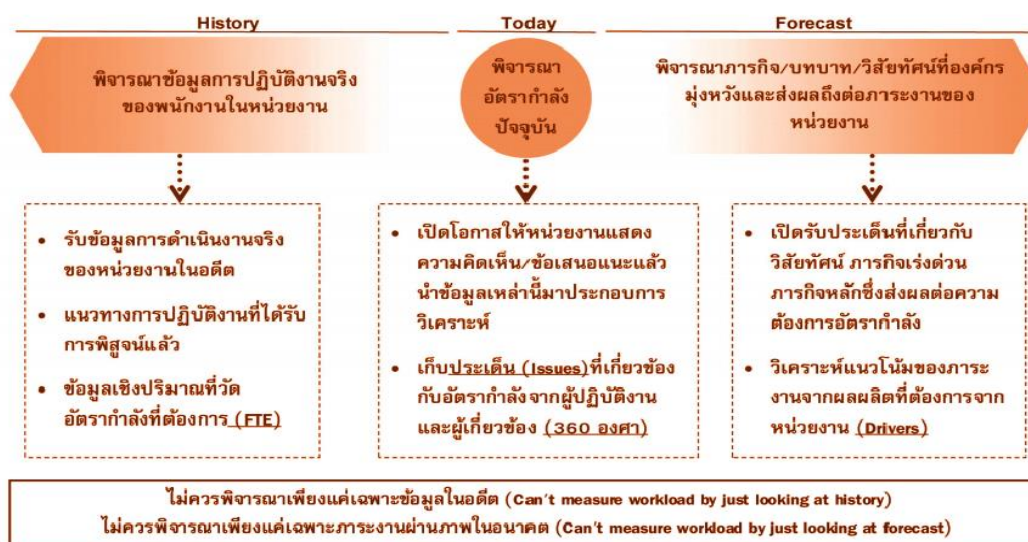 History
Today
Forecast
พิจารณาข้อมูลการปฏิบัติงานจริง
ของพนักงานในหน่วยงาน
พิจารณา
อัตรากำลัง
ปัจจุบัน
พิจารณาภารกิจ/บทบาท/วิสัยทัศน์ที่องค์กร
มุ่งหวังและส่งผลถึงต่อภาระงานของ
หน่วยงาน
• รับข้อมูลการดำเนินงานจริง
ของหน่วยงานในอดีต
• แนวทางการปฏิบัติงานที่ได้รับ
การพิสูจน์แล้ว
• ข้อมูลเชิงปริมาณที่วัด
อัตรากำลังที่ต้องการ (FTE)
• เปิดโอกาสให้หน่วยงานแสดง
ความคิดเห็น/ข้อเสนอแนะแล้ว
นำข้อมูลเหล่านี้มาประกอบการ
วิเคราะห์
• เก็บประเด็น (Issues)ที่เกี่ยวข้อง
กับอัตรากำลังจากผู้ปฏิบัติงาน
และผู้เกี่ยวข้อง (360 องศา)
• เปิดรับประเด็นที่เกี่ยวกับ
วิสัยทัศน์ ภารกิจเร่งด่วน
ภารกิจหลักซึ่งส่งผลต่อความ
ต้องการอัตรากำลัง
• วิเคราะห์แนวโน้มของภาระ
งานจากผลผลิตที่ต้องการจาก
หน่วยงาน (Drivers)
ไม่ควรพิจารณาเพียงแค่เฉพาะข้อมูลในอดีต (Can't measure workload by just looking at history)
ไม่ควรพิจารณาเพียงแค่เฉพาะภาระงานผ่านภาพในอนาคต (Can't measure workload by just looking at forecast)